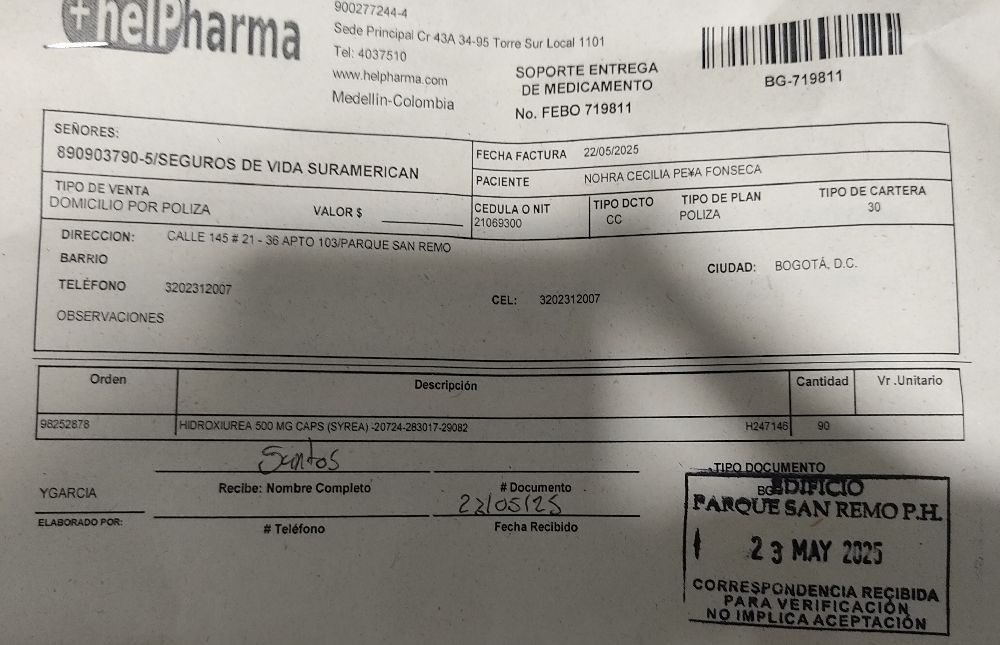 +helPharma
900277244-4
Sede Principal Cr 43A 34-95 Torre Sur Local 1101
Tel: 4037510
www.helpharma.com
Medellin-Colombia
SOPORTE ENTREGA
DE MEDICAMENTO
No. FEBO 719811
BG-719811
SEÑORES:
890903790-5/SEGUROS DE VIDA SURAMERICAN
FECHA FACTURA 22/05/2025
PACIENTE NOHRA CECILIA PE¥A FONSECA
TIPO DE VENTA
DOMICILIO POR POLIZA VALOR $
CEDULA O NIT
21069300
TIPO DCTO
CC
TIPO DE PLAN
POLIZA
TIPO DE CARTERA
30
DIRECCION: CALLE 145 # 21 - 36 APTO 103/PARQUE SAN REMO
BARRIO
CIUDAD: BOGOTÁ, D.C.
TELÉFONO 3202312007
CEL: 3202312007
OBSERVACIONES
Orden Descripción Cantidad Vr .Unitario
98252878 HIDROXIUREA 500 MG CAPS (SYREA) -20724-283017-29082 H247146 90
Santos
Recibe: Nombre Completo
# Documento
YGARCIA
23/05/25
ELABORADO POR:
# Teléfono
Fecha Recibido
TIPO DOCUMENTO
EDIFICIO
PARQUE SAN REMO P.H.
23 MAY 2025
CORRESPONDENCIA RECIBIDA
PARA VERIFICACIÓN
NO IMPLICA ACEPTACIÓN